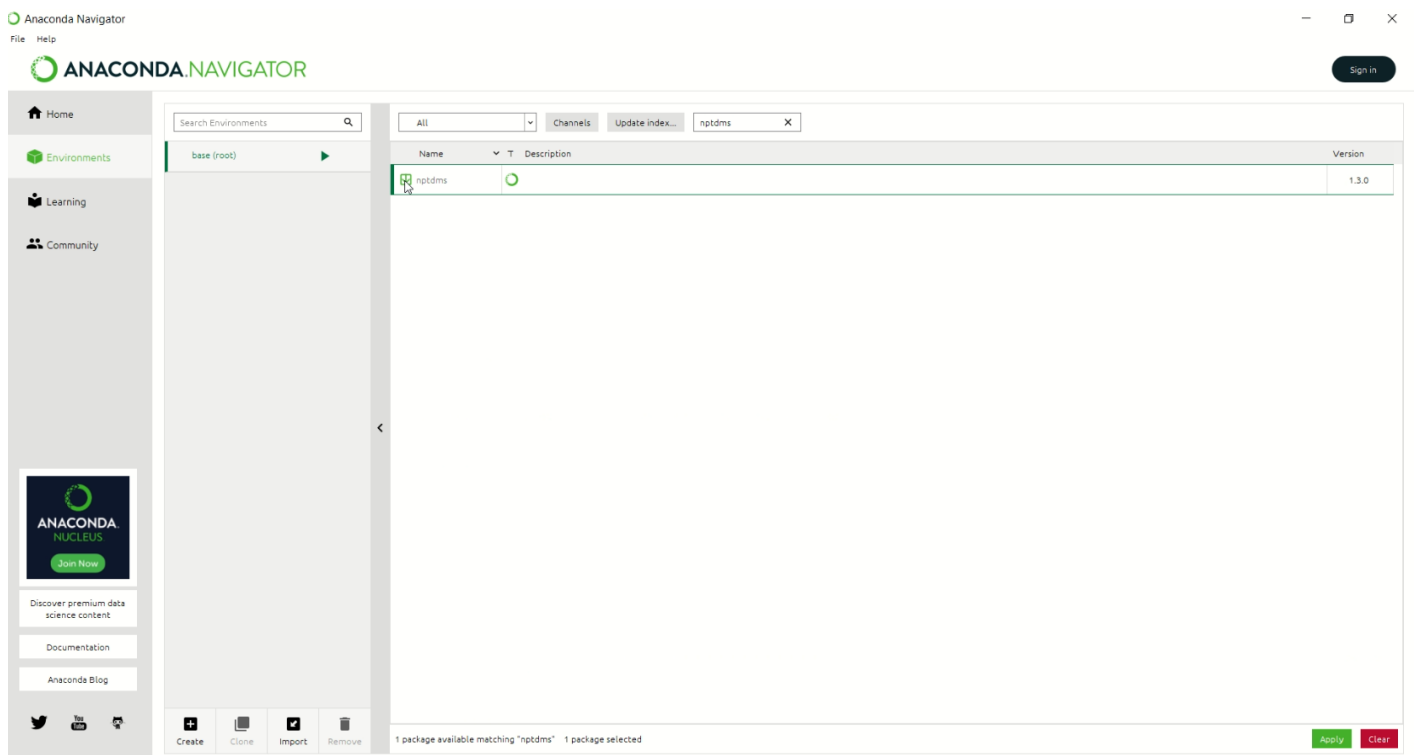 Anaconda Navigator
File Help
ANACONDA.NAVIGATOR
Sign in
Home
Environments
Learning
Community
ANACONDA.
NUCLEUS
Join Now
Discover premium data
science content
Documentation
Anaconda Blog
You
Tube
Search Environments
base (root)
Create Clone Import Remove
All Channels Update index... nptdms
Name T Description Version
nptdms 1.3.0
1 package available matching "nptdms" 1 package selected
Apply Clear